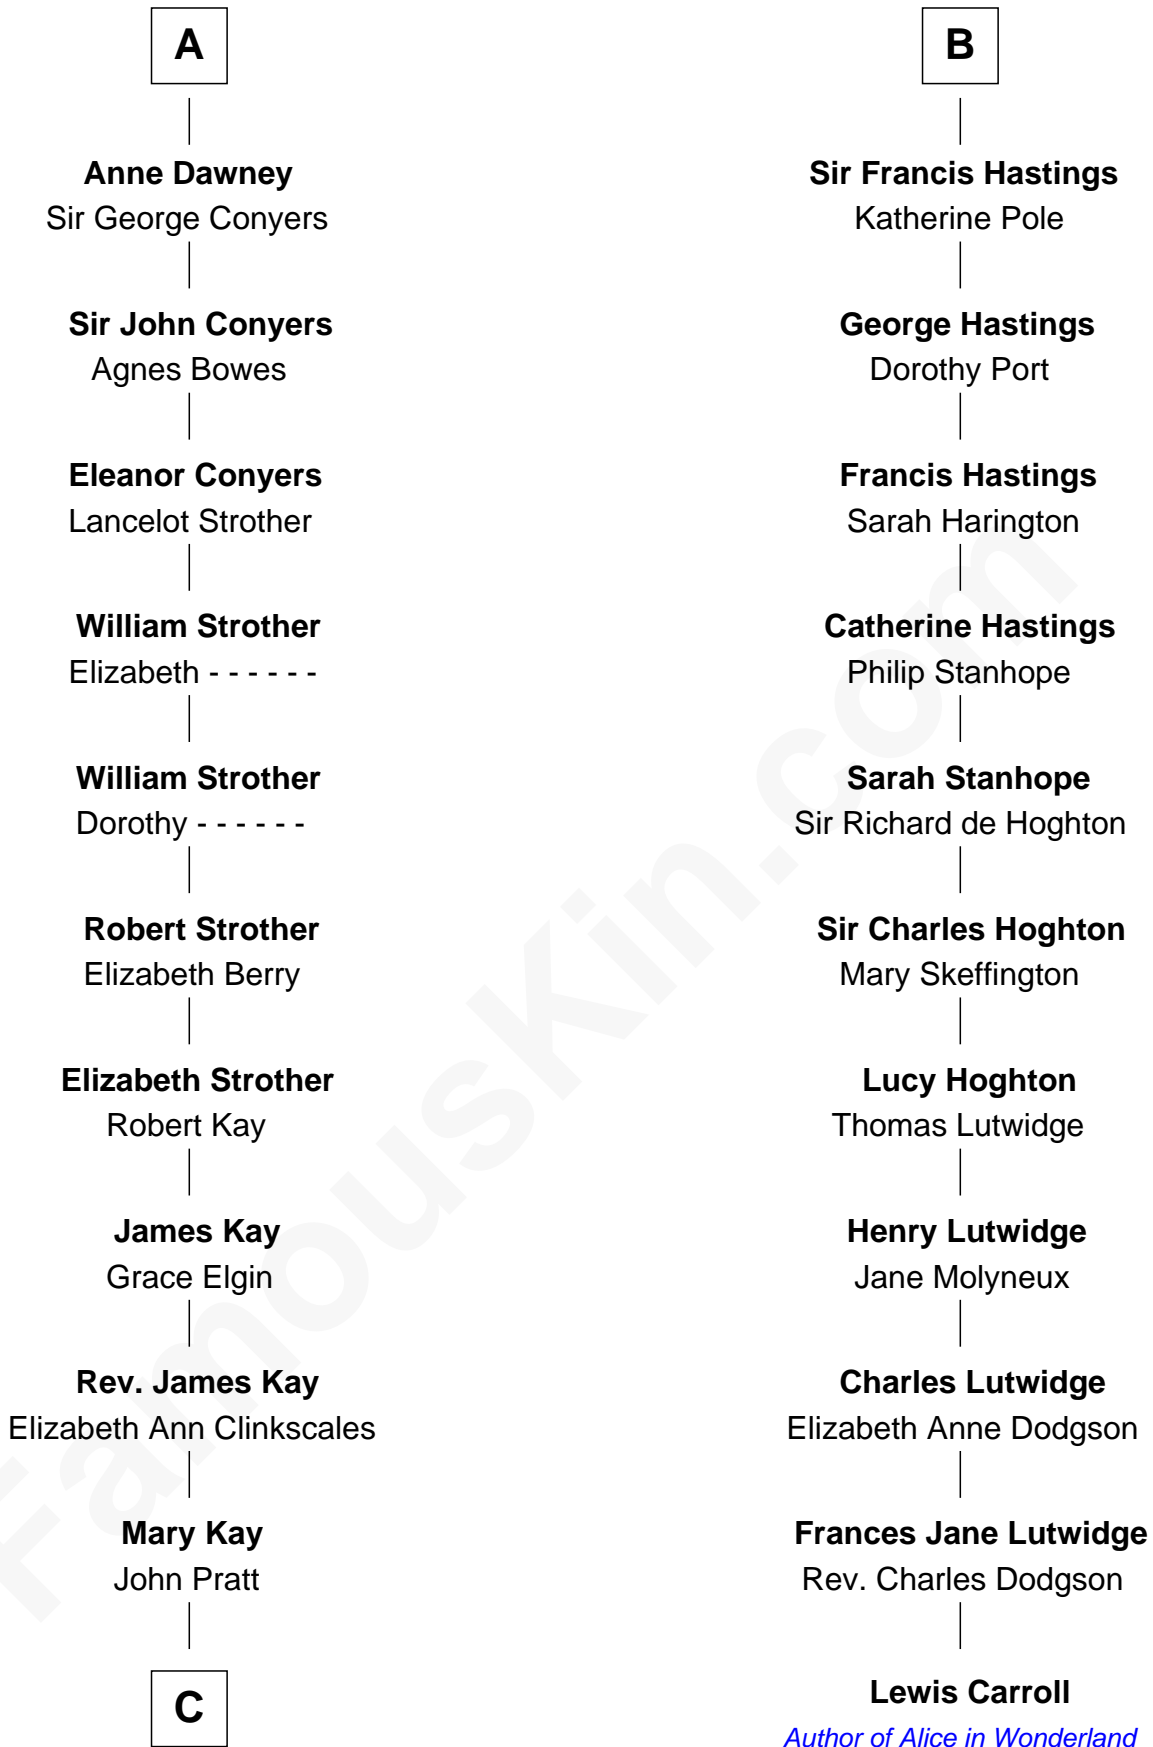 A
Anne Dawney
Sir George Conyers
Sir John Conyers
Agnes Bowes
Eleanor Conyers
Lancelot Strother
William Strother
Elizabeth - - - - - -
William Strother
Dorothy - - - - - -
Robert Strother
Elizabeth Berry
Elizabeth Strother
Robert Kay
James Kay
Grace Elgin
Rev. James Kay
Elizabeth Ann Clinkscales
Mary Kay
John Pratt
C
B
Sir Francis Hastings
Katherine Pole
George Hastings
Dorothy Port
Francis Hastings
Sarah Harington
Catherine Hastings
Philip Stanhope
Sarah Stanhope
Sir Richard de Hoghton
Sir Charles Hoghton
Mary Skeffington
Lucy Hoghton
Thomas Lutwidge
Henry Lutwidge
Jane Molyneux
Charles Lutwidge
Elizabeth Anne Dodgson
Frances Jane Lutwidge
Rev. Charles Dodgson
Lewis Carroll
Author of Alice in Wonderland
FamousKin.com